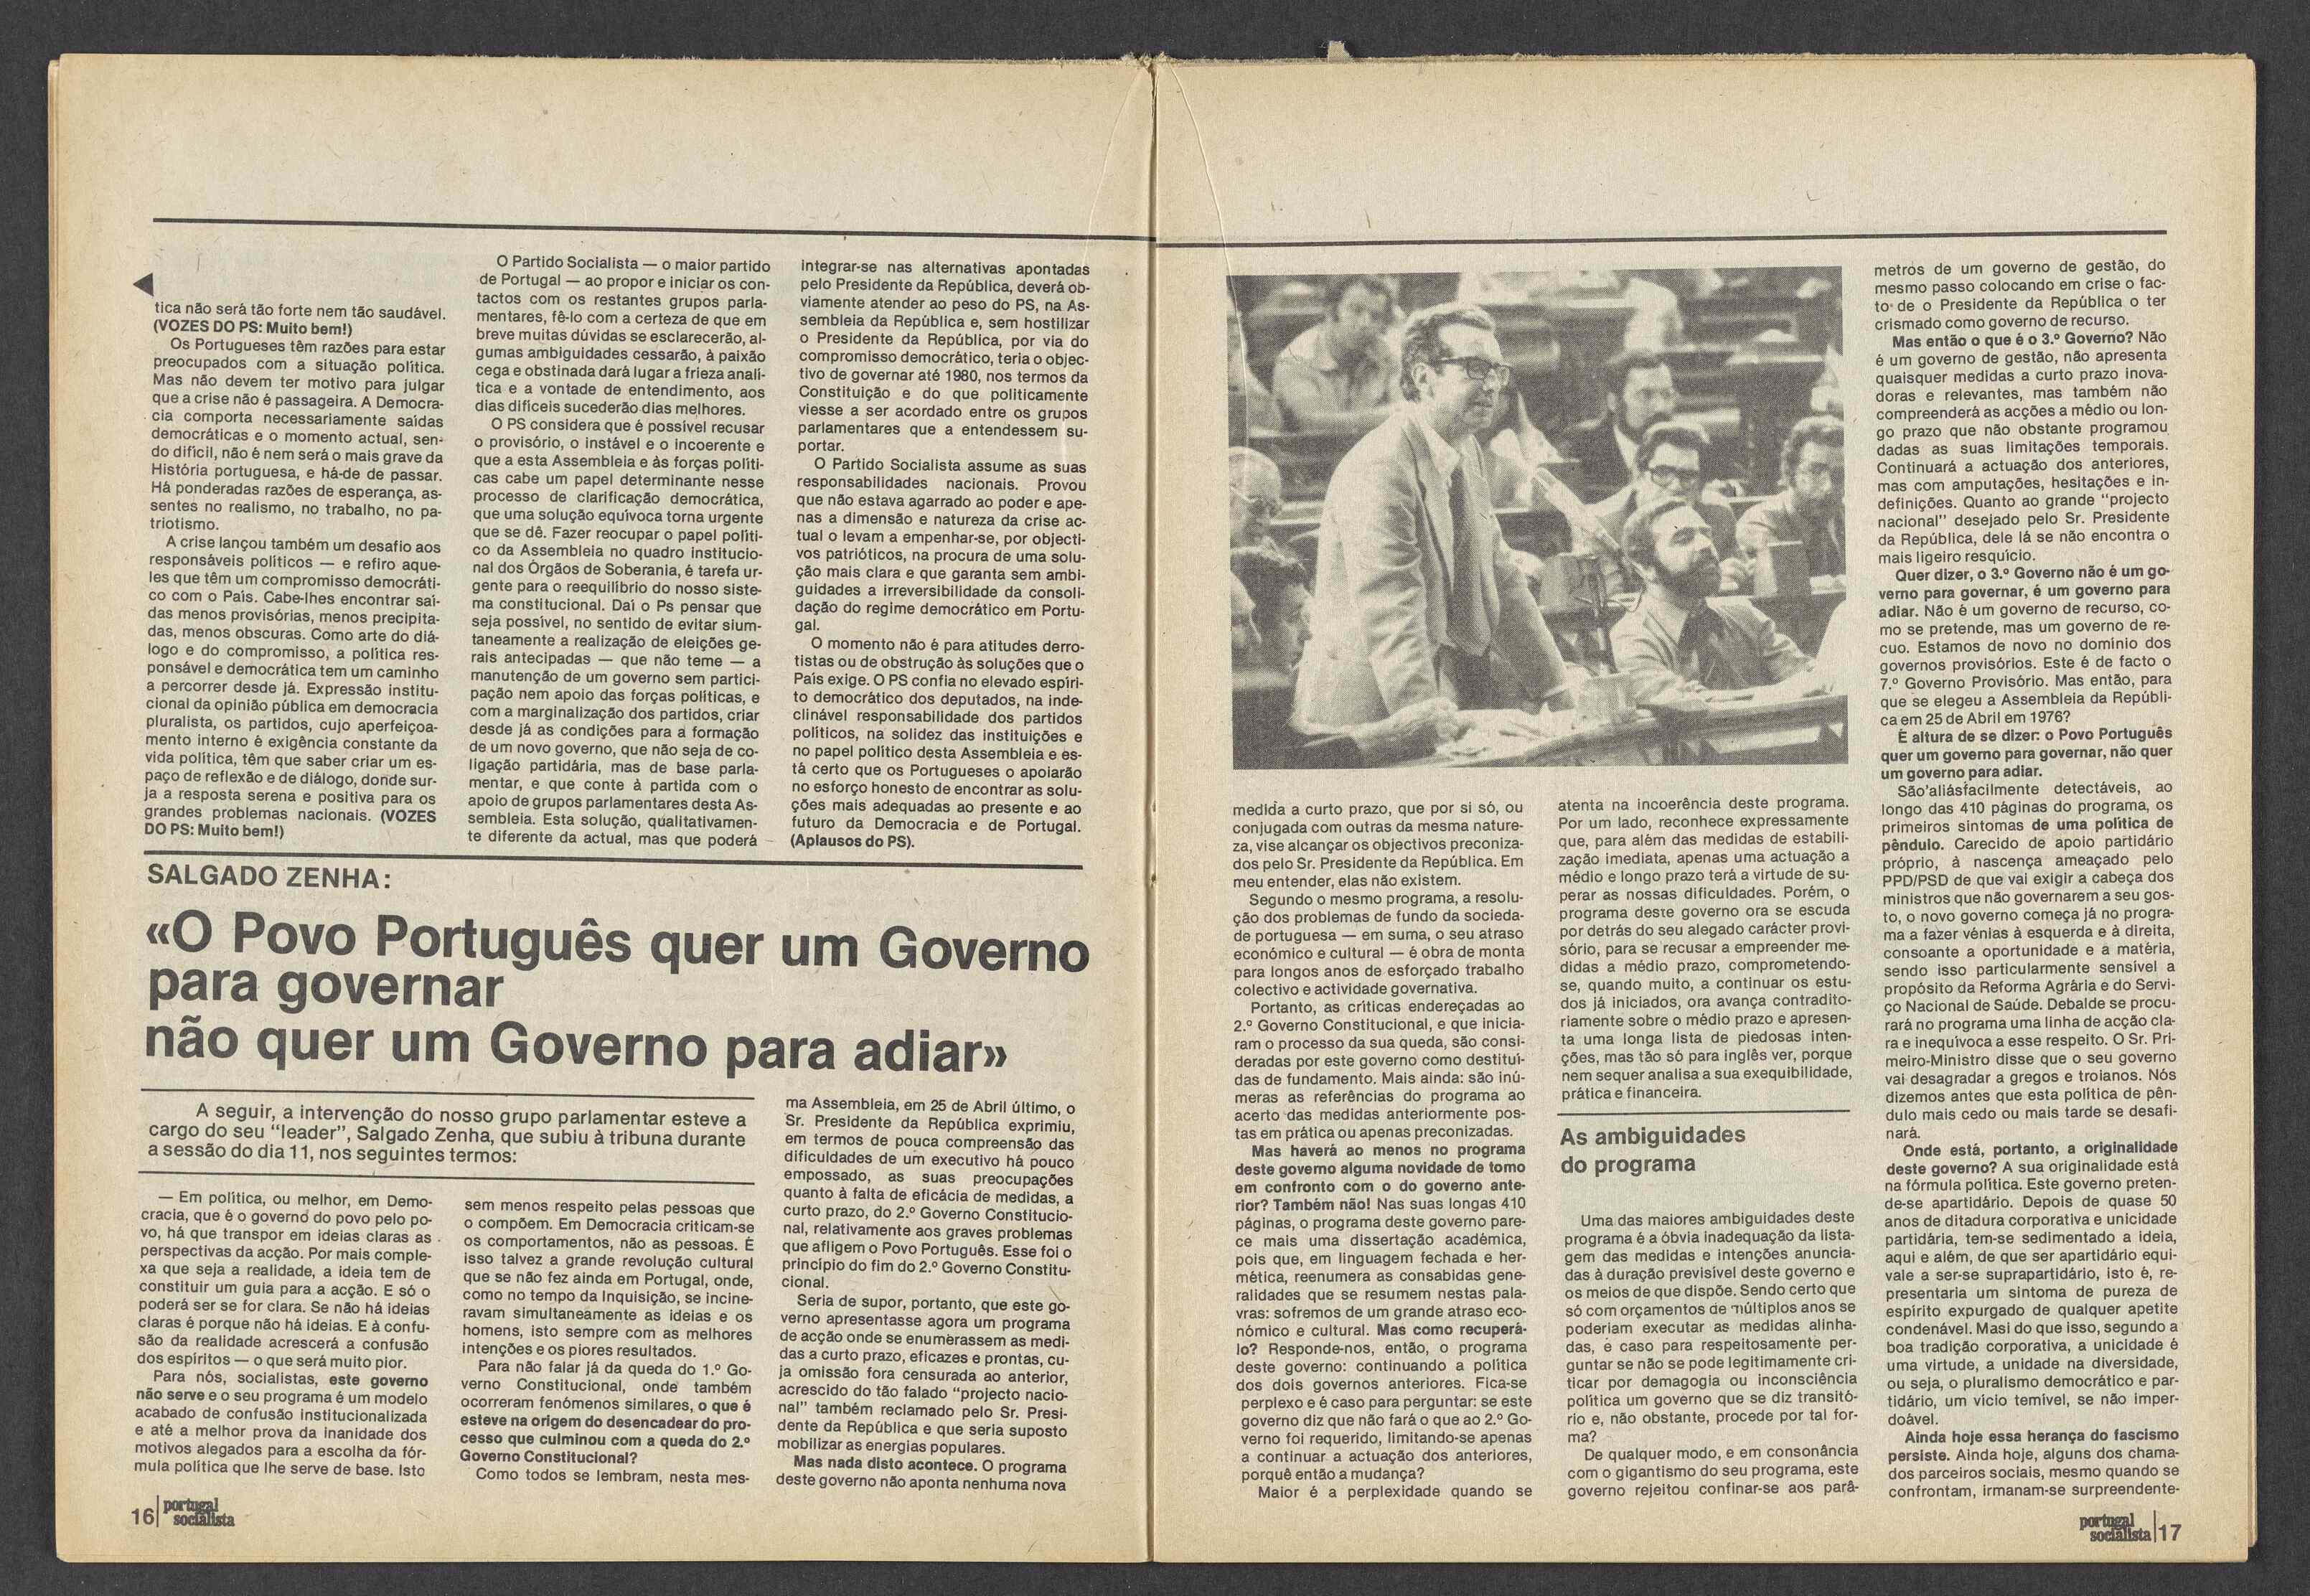 tica não será tão forte nem tão saudável.
(VOZES DO PS: Muito bem!)
Os Portugueses têm razões para estar
preocupados com a situação política.
Mas não devem ter motivo para julgar
que a crise não é passageira. A Democra-
cia comporta necessariamente saídas
democráticas e o momento actual, sen-
do difícil, não é nem será o mais grave da
História portuguesa, e há-de de passar.
Há ponderadas razões de esperança, as-
sentes no realismo, no trabalho, no pa-
triotismo.
A crise lançou também um desafio aos
responsáveis políticos — e refiro aque-
les que têm um compromisso democráti-
co com o País. Cabe-lhes encontrar saí-
das menos provisórias, menos precipita-
das, menos obscuras. Como arte do diá-
logo e do compromisso, a política res-
ponsável e democrática tem um caminho
a percorrer desde já. Expressão institu-
cional da opinião pública em democracia
pluralista, os partidos, cujo aperfeiçoa-
mento interno é exigência constante da
vida política, têm que saber criar um es-
paço de reflexão e de diálogo, donde sur-
ja a resposta serena e positiva para os
grandes problemas nacionais. (VOZES
DO PS: Muito bem!)
O Partido Socialista — o maior partido
de Portugal — ao propor e iniciar os con-
tactos com os restantes grupos parla-
mentares, fê-lo com a certeza de que em
breve muitas dúvidas se esclarecerão, al-
gumas ambiguidades cessarão, à paixão
cega e obstinada dará lugar a frieza analí-
tica e a vontade de entendimento, aos
dias difíceis sucederão dias melhores.
O PS considera que é possível recusar
o provisório, o instável e o incoerente e
que a esta Assembleia e às forças políti-
cas cabe um papel determinante nesse
processo de clarificação democrática,
que uma solução equívoca torna urgente
que se dê. Fazer reocupar o papel políti-
co da Assembleia no quadro institucio-
nal dos Órgãos de Soberania, é tarefa ur-
gente para o reequilíbrio do nosso siste-
ma constitucional. Daí o Ps pensar que
seja possível, no sentido de evitar sium-
taneamente a realização de eleições ge-
rais antecipadas — que não teme — a
manutenção de um governo sem partici-
pação nem apoio das forças políticas, e
com a marginalização dos partidos, criar
desde já as condições para a formação
de um novo governo, que não seja de co-
ligação partidária, mas de base parla-
mentar, e que conte à partida com o
apoio de grupos parlamentares desta As-
sembleia. Esta solução, qualitativamen-
te diferente da actual, mas que poderá
integrar-se nas alternativas apontadas
pelo Presidente da República, deverá ob-
viamente atender ao peso do PS, na As-
sembleia da República e, sem hostilizar
o Presidente da República, por via do
compromisso democrático, teria o objec-
tivo de governar até 1980, nos termos da
Constituição e do que politicamente
viesse a ser acordado entre os grupos
parlamentares que a entendessem su-
portar.
O Partido Socialista assume as suas
responsabilidades nacionais. Provou
que não estava agarrado ao poder e ape-
nas a dimensão e natureza da crise ac-
tual o levam a empenhar-se, por objecti-
vos patrióticos, na procura de uma solu-
ção mais clara e que garanta sem ambi-
guidades a irreversibilidade da consoli-
dação do regime democrático em Portu-
gal.
O momento não é para atitudes derro-
tistas ou de obstrução às soluções que o
País exige. O PS confia no elevado espíri-
to democrático dos deputados, na inde-
clinável responsabilidade dos partidos
políticos, na solidez das instituições e
no papel político desta Assembleia e es-
tá certo que os Portugueses o apoiarão
no esforço honesto de encontrar as solu-
ções mais adequadas ao presente e ao
futuro da Democracia e de Portugal.
(Aplausos do PS).
SALGADO ZENHA:
«O Povo Português quer um Governo
para governar
não quer um Governo para adiar»
A seguir, a intervenção do nosso grupo parlamentar esteve a
cargo do seu "leader", Salgado Zenha, que subiu à tribuna durante
a sessão do dia 11, nos seguintes termos:
— Em política, ou melhor, em Demo-
cracia, que é o governo do povo pelo po-
vo, há que transpor em ideias claras as
perspectivas da acção. Por mais comple-
xa que seja a realidade, a ideia tem de
constituir um guia para a acção. E só o
poderá ser se for clara. Se não há ideias
claras é porque não há ideias. E à confu-
são da realidade acrescerá a confusão
dos espíritos — o que será muito pior.
Para nós, socialistas, este governo
não serve e o seu programa é um modelo
acabado de confusão institucionalizada
e até a melhor prova da inanidade dos
motivos alegados para a escolha da fór-
mula política que lhe serve de base. Isto
sem menos respeito pelas pessoas que
o compõem. Em Democracia criticam-se
os comportamentos, não as pessoas. É
isso talvez a grande revolução cultural
que se não fez ainda em Portugal, onde,
como no tempo da Inquisição, se incine-
ravam simultaneamente as ideias e os
homens, isto sempre com as melhores
intenções e os piores resultados.
Para não falar já da queda do 1.º Go-
verno Constitucional, onde também
ocorreram fenómenos similares, o que é
esteve na origem do desencadear do pro-
cesso que culminou com a queda do 2.º
Governo Constitucional?
Como todos se lembram, nesta mes-
ma Assembleia, em 25 de Abril último, o
Sr. Presidente da República exprimiu,
em termos de pouca compreensão das
dificuldades de um executivo há pouco
empossado, as suas preocupações
quanto à falta de eficácia de medidas, a
curto prazo, do 2.º Governo Constitucio-
nal, relativamente aos graves problemas
que afligem o Povo Português. Esse foi o
princípio do fim do 2.º Governo Constitu-
cional.
Seria de supor, portanto, que este go-
verno apresentasse agora um programa
de acção onde se enumerassem as medi-
das a curto prazo, eficazes e prontas, cu-
ja omissão fora censurada ao anterior,
acrescido do tão falado "projecto nacio-
nal" também reclamado pelo Sr. Presi-
dente da República e que seria suposto
mobilizar as energias populares.
Mas nada disto acontece. O programa
deste governo não aponta nenhuma nova
16 portugal
socialista
medida a curto prazo, que por si só, ou
conjugada com outras da mesma nature-
za, vise alcançar os objectivos preconiza-
dos pelo Sr. Presidente da República. Em
meu entender, elas não existem.
Segundo o mesmo programa, a resolu-
ção dos problemas de fundo da socieda-
de portuguesa — em suma, o seu atraso
económico e cultural — é obra de monta
para longos anos de esforçado trabalho
colectivo e actividade governativa.
Portanto, as críticas endereçadas ao
2.º Governo Constitucional, e que inicia-
ram o processo da sua queda, são consi-
deradas por este governo como destituí-
das de fundamento. Mais ainda: são inú-
meras as referências do programa ao
acerto das medidas anteriormente pos-
tas em prática ou apenas preconizadas.
Mas haverá ao menos no programa
deste governo alguma novidade de tomo
em confronto com o do governo ante-
rior? Também não! Nas suas longas 410
páginas, o programa deste governo pare-
ce mais uma dissertação académica,
pois que, em linguagem fechada e her-
mética, reenumera as consabidas gene-
ralidades que se resumem nestas pala-
vras: sofremos de um grande atraso eco-
nómico e cultural. Mas como recuperá-
lo? Responde-nos, então, o programa
deste governo: continuando a política
dos dois governos anteriores. Fica-se
perplexo e é caso para perguntar: se este
governo diz que não fará o que ao 2.º Go-
verno foi requerido, limitando-se apenas
a continuar a actuação dos anteriores,
porquê então a mudança?
Maior é a perplexidade quando se
atenta na incoerência deste programa.
Por um lado, reconhece expressamente
que, para além das medidas de estabili-
zação imediata, apenas uma actuação a
médio e longo prazo terá a virtude de su-
perar as nossas dificuldades. Porém, o
programa deste governo ora se escuda
por detrás do seu alegado carácter provi-
sório, para se recusar a empreender me-
didas a médio prazo, comprometendo-
se, quando muito, a continuar os estu-
dos já iniciados, ora avança contradito-
riamente sobre o médio prazo e apresen-
ta uma longa lista de piedosas inten-
ções, mas tão só para inglês ver, porque
nem sequer analisa a sua exequibilidade,
prática e financeira.
As ambiguidades
do programa
Uma das maiores ambiguidades deste
programa é a óbvia inadequação da lista-
gem das medidas e intenções anuncia-
das à duração previsível deste governo e
os meios de que dispõe. Sendo certo que
só com orçamentos de múltiplos anos se
poderiam executar as medidas alinha-
das, é caso para respeitosamente per-
guntar se não se pode legitimamente cri-
ticar por demagogia ou inconsciência
política um governo que se diz transitó-
rio e, não obstante, procede por tal for-
ma?
De qualquer modo, e em consonância
com o gigantismo do seu programa, este
governo rejeitou confinar-se aos parâ-
metros de um governo de gestão, do
mesmo passo colocando em crise o fac-
to de o Presidente da República o ter
crismado como governo de recurso.
Mas então o que é o 3.º Governo? Não
é um governo de gestão, não apresenta
quaisquer medidas a curto prazo inova-
doras e relevantes, mas também não
compreenderá as acções a médio ou lon-
go prazo que não obstante programou
dadas as suas limitações temporais.
Continuará a actuação dos anteriores,
mas com amputações, hesitações e in-
definições. Quanto ao grande "projecto
nacional" desejado pelo Sr. Presidente
da República, dele lá se não encontra o
mais ligeiro resquício.
Quer dizer, o 3.º Governo não é um go-
verno para governar, é um governo para
adiar. Não é um governo de recurso, co-
mo se pretende, mas um governo de re-
cuo. Estamos de novo no domínio dos
governos provisórios. Este é de facto o
7.º Governo Provisório. Mas então, para
que se elegeu a Assembleia da Repúbli-
ca em 25 de Abril em 1976?
É altura de se dizer: o Povo Português
quer um governo para governar, não quer
um governo para adiar.
São'aliásfacilmente detectáveis, ao
longo das 410 páginas do programa, os
primeiros sintomas de uma política de
pêndulo. Carecido de apoio partidário
próprio, à nascença ameaçado pelo
PPD/PSD de que vai exigir a cabeça dos
ministros que não governarem a seu gos-
to, o novo governo começa já no progra-
ma a fazer vénias à esquerda e à direita,
consoante a oportunidade e a matéria,
sendo isso particularmente sensível a
propósito da Reforma Agrária e do Servi-
ço Nacional de Saúde. Debalde se procu-
rará no programa uma linha de acção cla-
ra e inequívoca a esse respeito. O Sr. Pri-
meiro-Ministro disse que o seu governo
vai desagradar a gregos e troianos. Nós
dizemos antes que esta política de pên-
dulo mais cedo ou mais tarde se desafi-
nará.
Onde está, portanto, a originalidade
deste governo? A sua originalidade está
na fórmula política. Este governo preten-
de-se apartidário. Depois de quase 50
anos de ditadura corporativa e unicidade
partidária, tem-se sedimentado a ideia,
aqui e além, de que ser apartidário equi-
vale a ser-se suprapartidário, isto é, re-
presentaria um sintoma de pureza de
espírito expurgado de qualquer apetite
condenável. Masi do que isso, segundo a
boa tradição corporativa, a unicidade é
uma virtude, a unidade na diversidade,
ou seja, o pluralismo democrático e par-
tidário, um vício temível, se não imper-
doável.
Ainda hoje essa herança do fascismo
persiste. Ainda hoje, alguns dos chama-
dos parceiros sociais, mesmo quando se
confrontam, irmanam-se surpreendente-
portugal
socialista 17